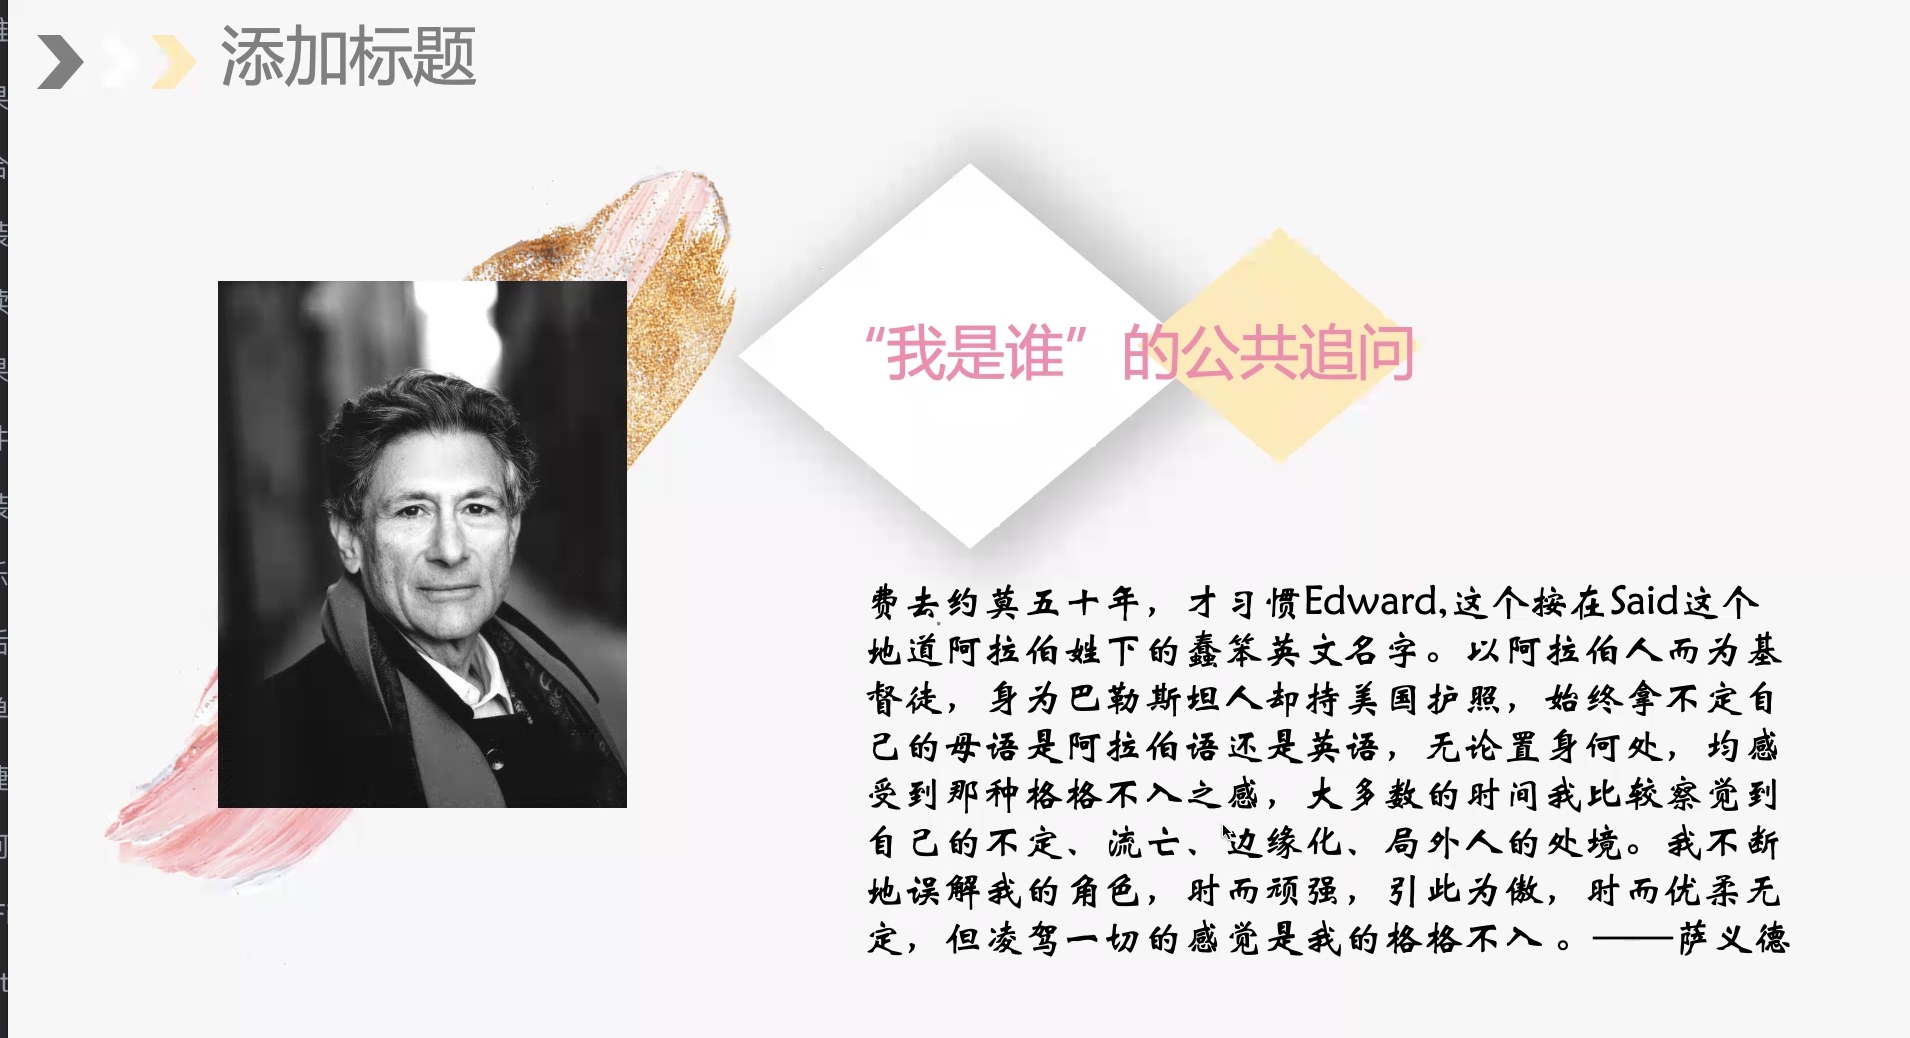 添加标题
“我是谁”的公共追问
费去约莫五十年，才习惯Edward,这个按在Said这个
地道阿拉伯姓下的蠢笨英文名字。以阿拉伯人而为基
督徒，身为巴勒斯坦人却持美国护照，始终拿不定自
己的母语是阿拉伯语还是英语，无论置身何处，均感
受到那种格格不入之感，大多数的时间我比较察觉到
自己的不定、流亡、边缘化、局外人的处境。我不断
地误解我的角色，时而顽强，引此为傲，时而优柔无
定，但凌驾一切的感觉是我的格格不入。——萨义德